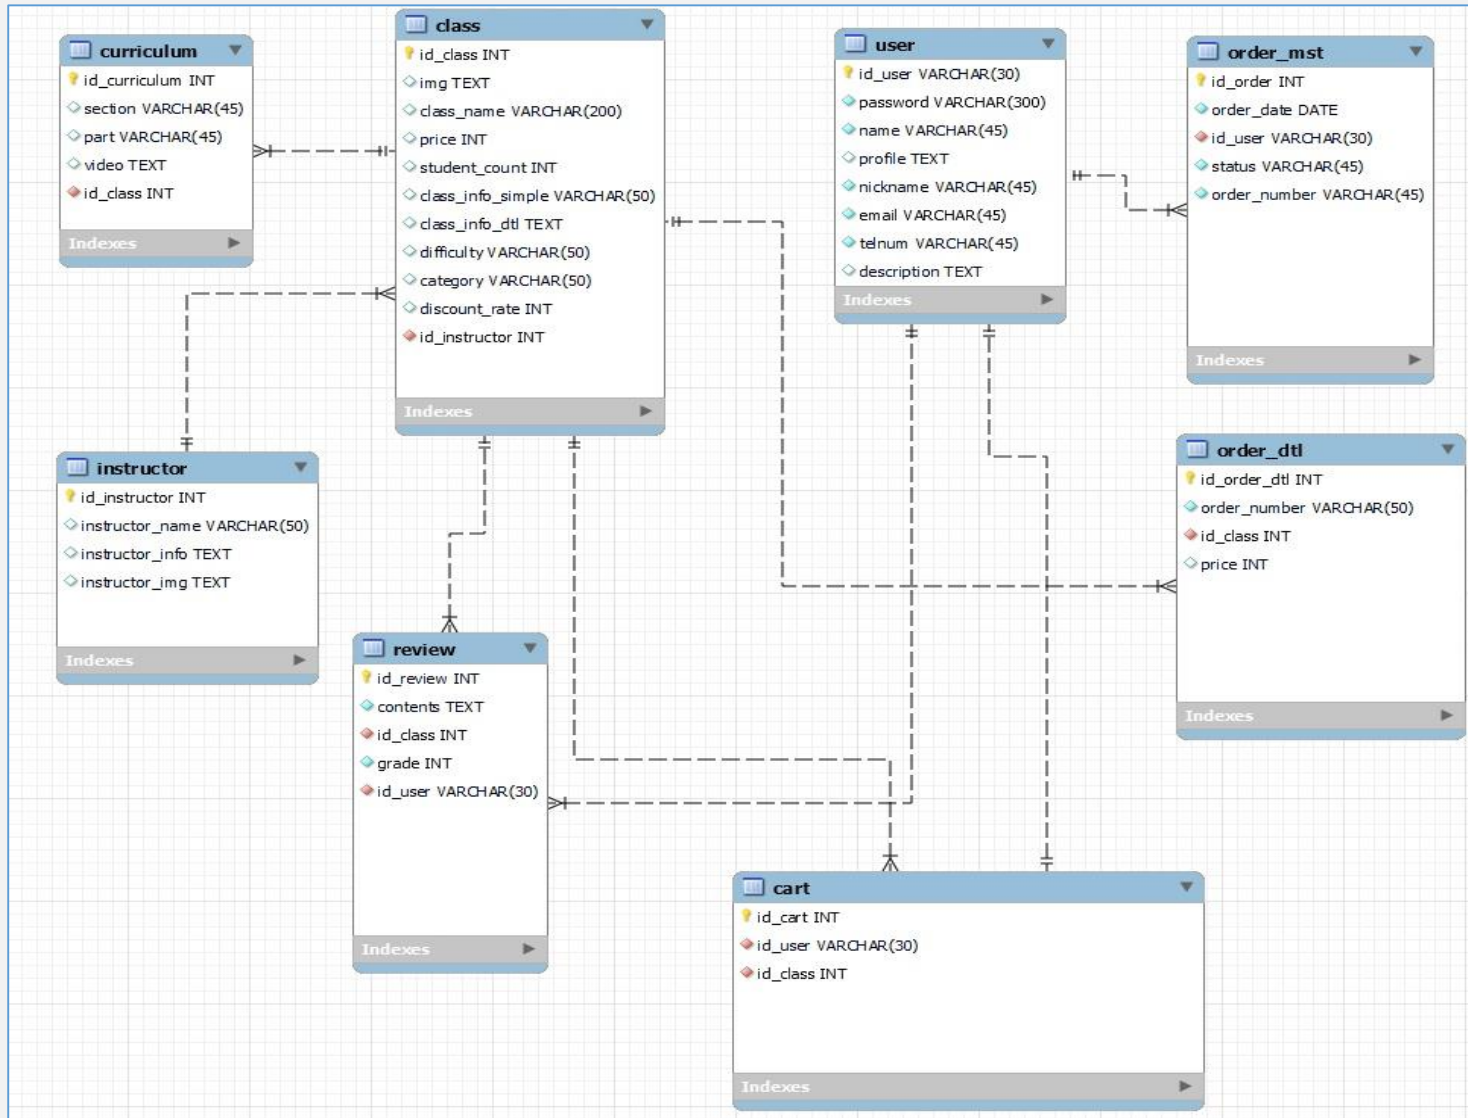 curriculum
id_curriculum INT
section VARCHAR(45)
part VARCHAR(45)
video TEXT
id_class INT
Indexes
class
id_class INT
img TEXT
class_name VARCHAR(200)
price INT
student_count INT
class_info_simple VARCHAR(50)
class_info_dtl TEXT
difficulty VARCHAR(50)
category VARCHAR(50)
discount_rate INT
id_instructor INT
Indexes
user
id_user VARCHAR(30)
password VARCHAR(300)
name VARCHAR(45)
profile TEXT
nickname VARCHAR(45)
email VARCHAR(45)
telnum VARCHAR(45)
description TEXT
Indexes
order_mst
id_order INT
order_date DATE
id_user VARCHAR(30)
status VARCHAR(45)
order_number VARCHAR(45)
Indexes
instructor
id_instructor INT
instructor_name VARCHAR(50)
instructor_info TEXT
instructor_img TEXT
Indexes
order_dtl
id_order_dtl INT
order_number VARCHAR(50)
id_class INT
price INT
Indexes
review
id_review INT
contents TEXT
id_class INT
grade INT
id_user VARCHAR(30)
Indexes
cart
id_cart INT
id_user VARCHAR(30)
id_class INT
Indexes